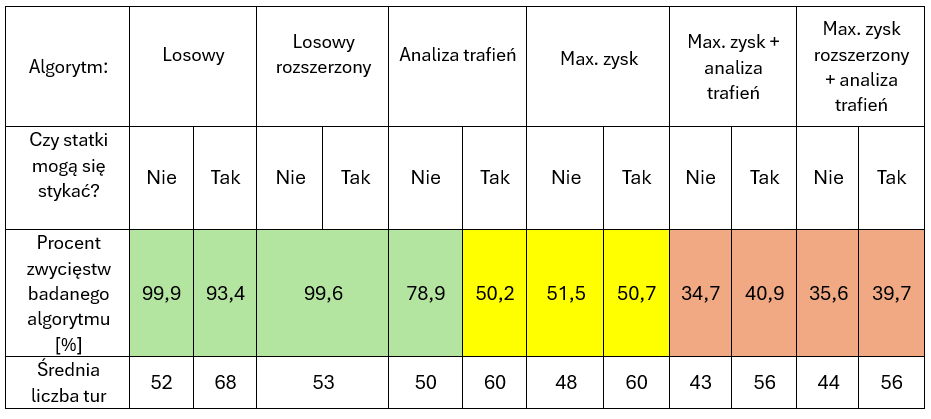 Algorytm:
Losowy
Losowy
rozszerzony
Analiza trafień
Max. zysk
Max. zysk +
analiza
trafień
Max. zysk
rozszerzony
+ analiza
trafień
Czy statki
mogą się
stykać?
Nie Tak Nie Tak Nie Tak Nie Tak Nie Tak Nie Tak
Procent
zwycięstw
badanego
algorytmu
[%]
99,9 93,4 99,6 78,9 50,2 51,5 50,7 34,7 40,9 35,6 39,7
Średnia
liczba tur
52 68 53 50 60 48 60 43 56 44 56